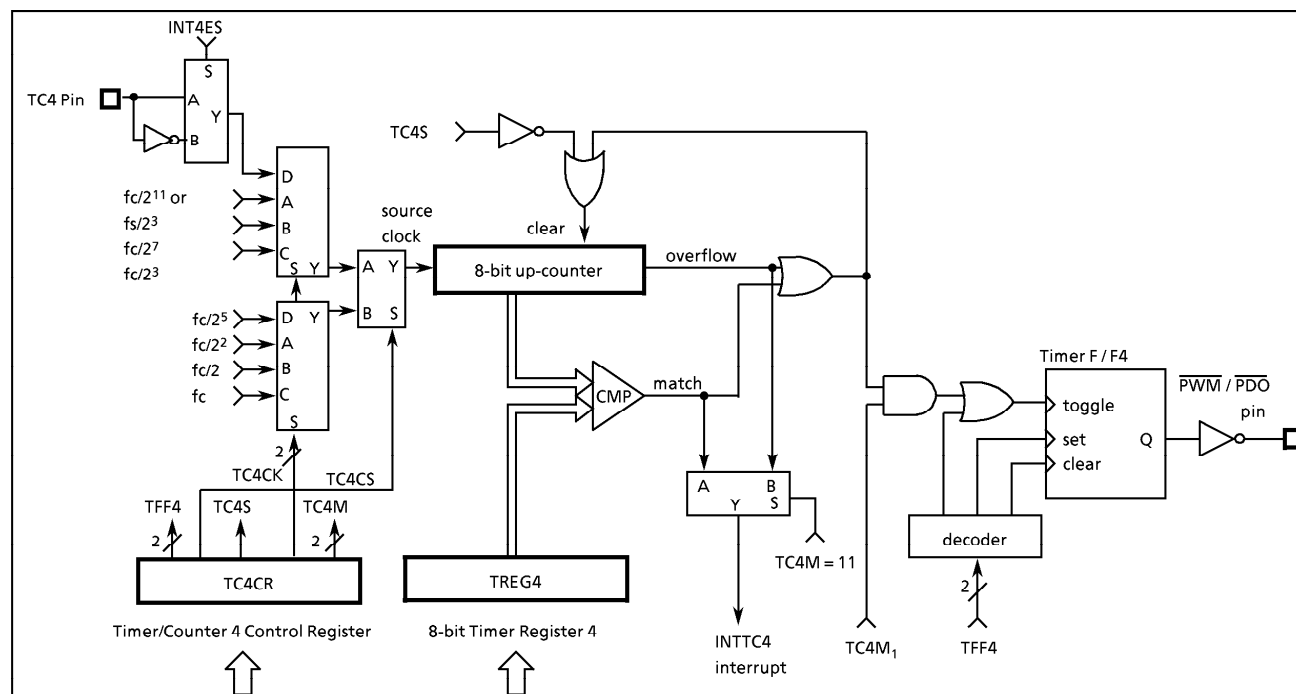 INT4ES
S
TC4 Pin
A
Y
B
TC4S
D
fc/2¹¹ or
A
fs/2³
B
fc/2⁷
C
fc/2³
S Y
source
clock
A Y
B S
clear
8-bit up-counter
overflow
fc/2⁵
D Y
fc/2²
A
fc/2
B
fc
C
S
CMP
match
Timer F / F4
toggle
set
Q
clear
P̅W̅M̅ / P̅D̅O̅
pin
2
TC4CK
TC4CS
A B
Y S
TFF4
TC4S
TC4M
2
2
TC4M = 11
decoder
2
TC4CR
TREG4
Timer/Counter 4 Control Register
8-bit Timer Register 4
INTTC4
interrupt
TC4M₁
TFF4